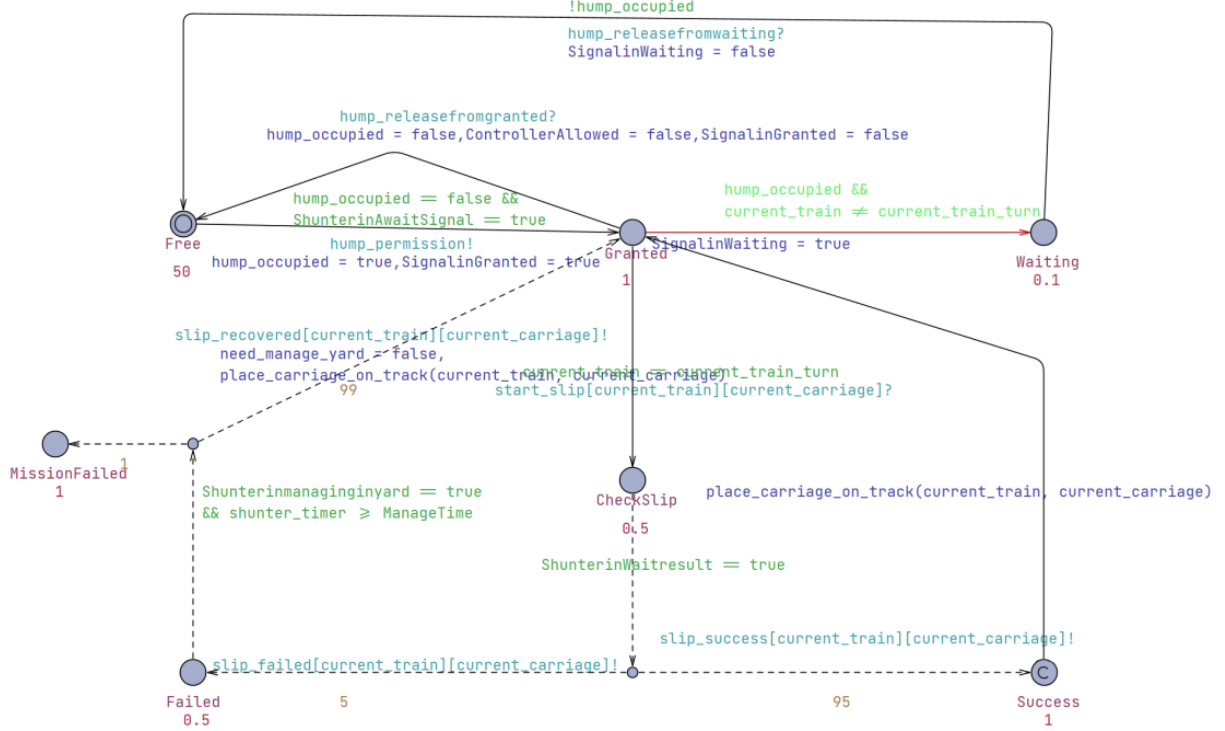 !hump_occupied
hump_releasefromwaiting?
SignalinWaiting = false
hump_releasefromgranted?
hump_occupied = false,ControllerAllowed = false,SignalinGranted = false
hump_occupied &&
current_train ≠ current_train_turn
hump_occupied == false &&
ShunterinAwaitSignal == true
Free
hump_permission!
SignalinWaiting = true
Granted
Waiting
hump_occupied = true,SignalinGranted = true
50
1
0.1
slip_recovered[current_train][current_carriage]!
need_manage_yard = false,
place_carriage_on_track(current_train, current_carriage)
current_train == current_train_turn
99
start_slip[current_train][current_carriage]?
1
MissionFailed
1
Shunterinmanaginginyard == true
&& shunter_timer ⩾ ManageTime
CheckSlip
place_carriage_on_track(current_train, current_carriage)
0.5
ShunterinWaitresult == true
slip_success[current_train][current_carriage]!
slip_failed[current_train][current_carriage]!
C
Failed
5
95
Success
0.5
1